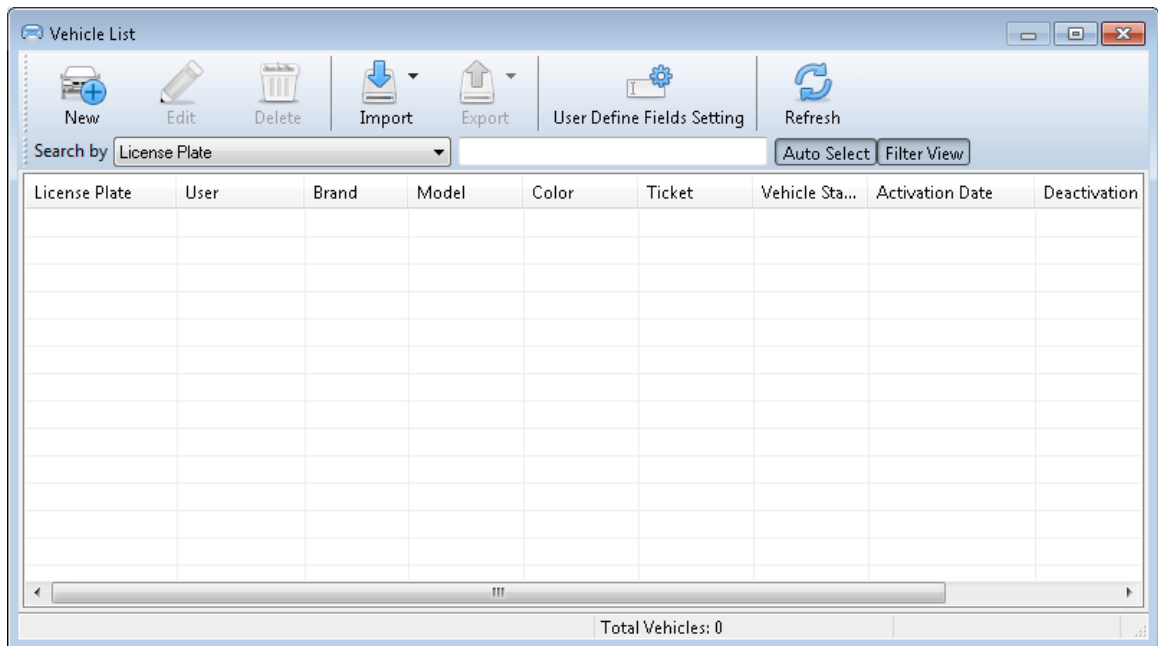 Vehicle List
New Edit Delete Import Export User Define Fields Setting Refresh
Search by License Plate Auto Select Filter View
License Plate User Brand Model Color Ticket Vehicle Sta... Activation Date Deactivation
Total Vehicles: 0